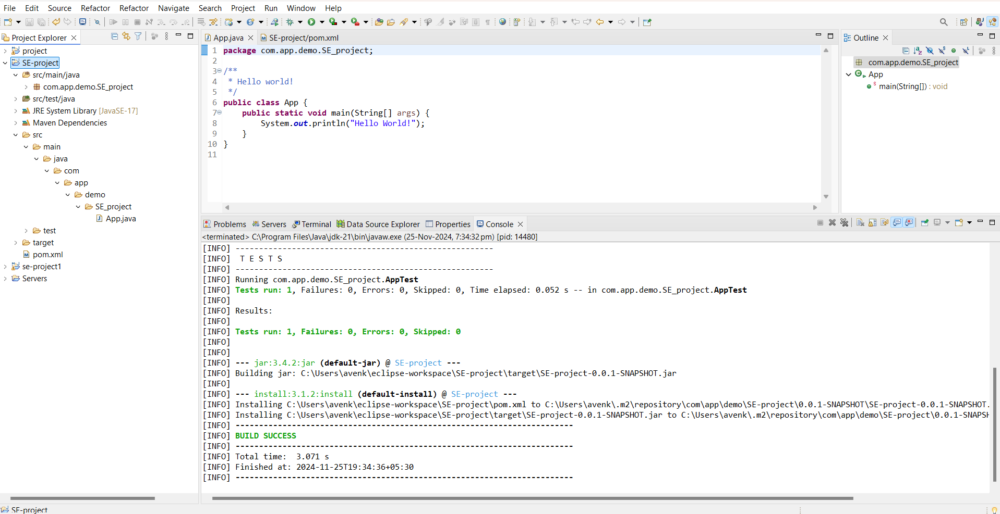 File Edit Source Refactor Refactor Navigate Search Project Run Window Help
Project Explorer
project
SE-project
src/main/java
com.app.demo.SE_project
src/test/java
JRE System Library [JavaSE-17]
Maven Dependencies
src
main
java
com
app
demo
SE_project
App.java
test
target
pom.xml
se-project1
Servers
App.java SE-project/pom.xml
1 package com.app.demo.SE_project;
2
3 /**
4 * Hello world!
5 */
6 public class App {
7 public static void main(String[] args) {
8 System.out.println("Hello World!");
9 }
10 }
11
Outline
com.app.demo.SE_project
App
main(String[]) : void
Problems Servers Terminal Data Source Explorer Properties Console
<terminated> C:\Program Files\Java\jdk-21\bin\javaw.exe (25-Nov-2024, 7:34:32 pm) [pid: 14480]
[INFO] -------------------------------------------------------
[INFO]  T E S T S
[INFO] -------------------------------------------------------
[INFO] Running com.app.demo.SE_project.AppTest
[INFO] Tests run: 1, Failures: 0, Errors: 0, Skipped: 0, Time elapsed: 0.052 s -- in com.app.demo.SE_project.AppTest
[INFO]
[INFO] Results:
[INFO]
[INFO] Tests run: 1, Failures: 0, Errors: 0, Skipped: 0
[INFO]
[INFO]
[INFO] --- jar:3.4.2:jar (default-jar) @ SE-project ---
[INFO] Building jar: C:\Users\avenk\eclipse-workspace\SE-project\target\SE-project-0.0.1-SNAPSHOT.jar
[INFO]
[INFO] --- install:3.1.2:install (default-install) @ SE-project ---
[INFO] Installing C:\Users\avenk\eclipse-workspace\SE-project\pom.xml to C:\Users\avenk\.m2\repository\com\app\demo\SE-project\0.0.1-SNAPSHOT\SE-project-0.0.1-SNAPSHOT.
[INFO] Installing C:\Users\avenk\eclipse-workspace\SE-project\target\SE-project-0.0.1-SNAPSHOT.jar to C:\Users\avenk\.m2\repository\com\app\demo\SE-project\0.0.1-SNAPSH
[INFO] ------------------------------------------------------------------------
[INFO] BUILD SUCCESS
[INFO] ------------------------------------------------------------------------
[INFO] Total time:  3.071 s
[INFO] Finished at: 2024-11-25T19:34:36+05:30
[INFO] ------------------------------------------------------------------------
SE-project